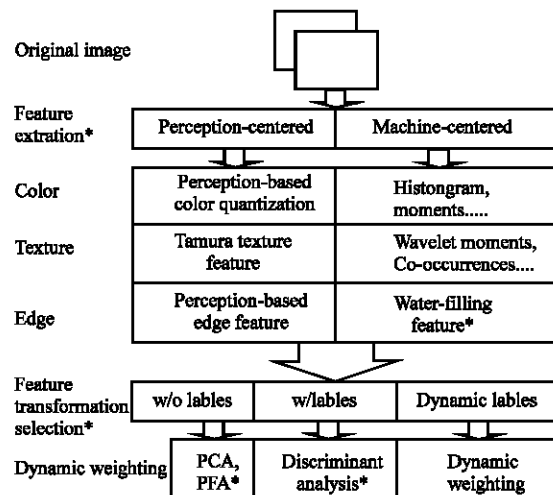 Original image
Feature
extration*
Perception-centered
Machine-centered
Color
Perception-based
color quantization
Histongram,
moments.....
Texture
Tamura texture
feature
Wavelet moments,
Co-occurrences....
Edge
Perception-based
edge feature
Water-filling
feature*
Feature
transformation
selection*
w/o lables
w/lables
Dynamic lables
Dynamic weighting
PCA,
PFA*
Discriminant
analysis*
Dynamic
weighting